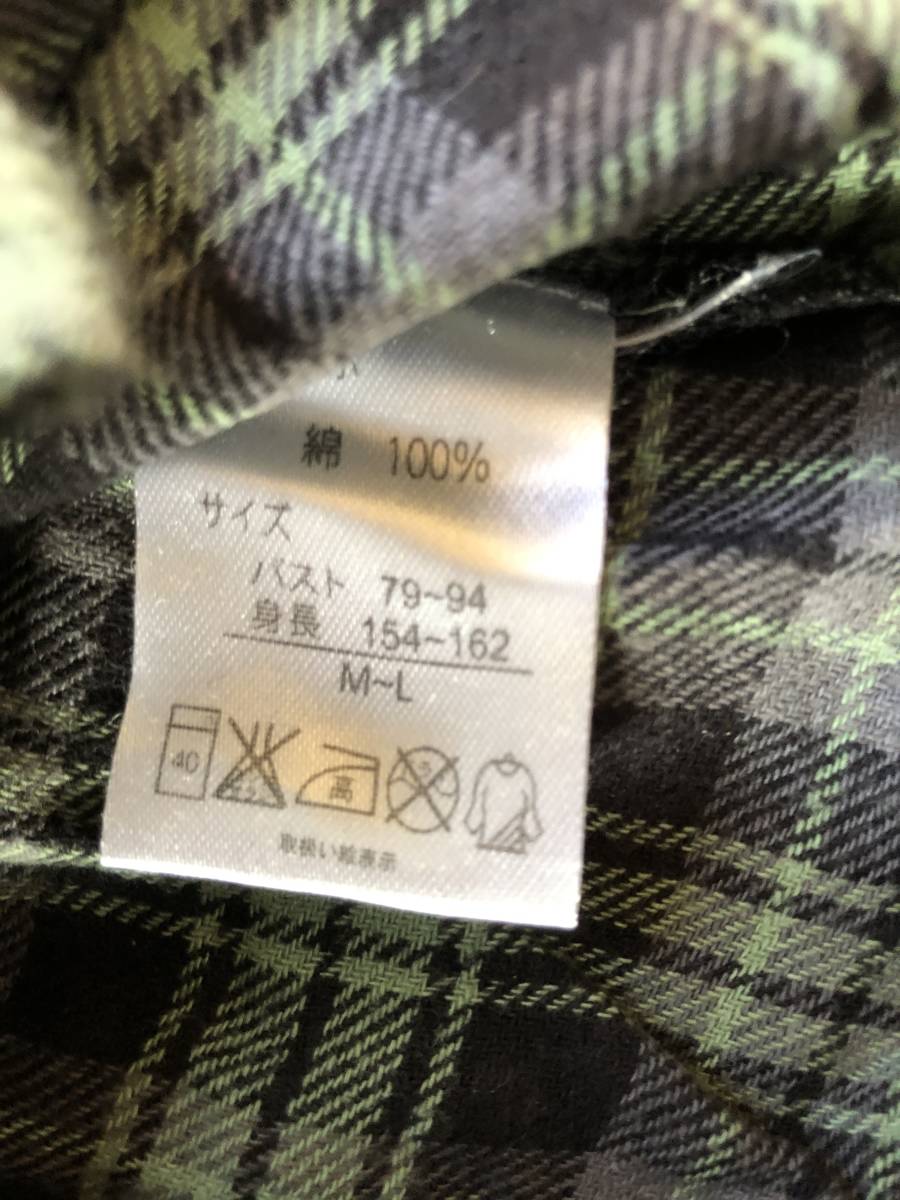 綿 100%
サイズ
バスト 79~94
身長 154~162
M~L
40 高
取扱い絵表示